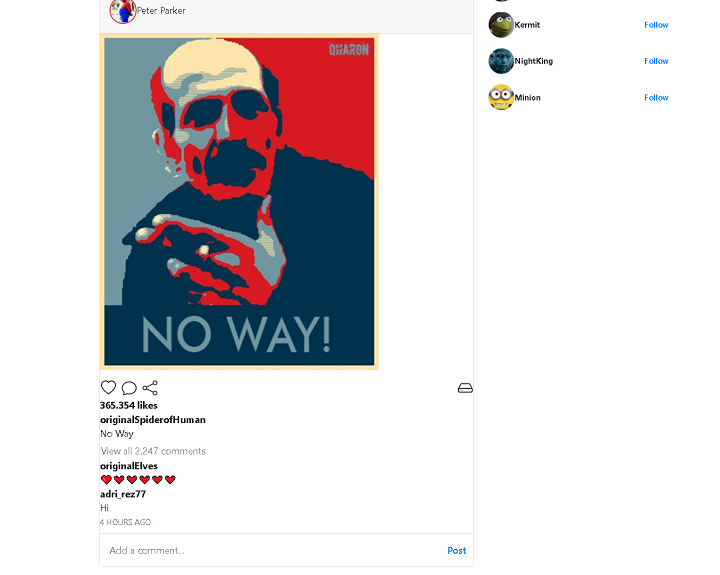 Peter Parker
QHARON
NO WAY!
365.354 likes
originalSpiderofHuman
No Way
View all 2,247 comments
originalElves
adri_rez77
Hi
4 HOURS AGO
Add a comment...
Post
Kermit
Follow
NightKing
Follow
Minion
Follow